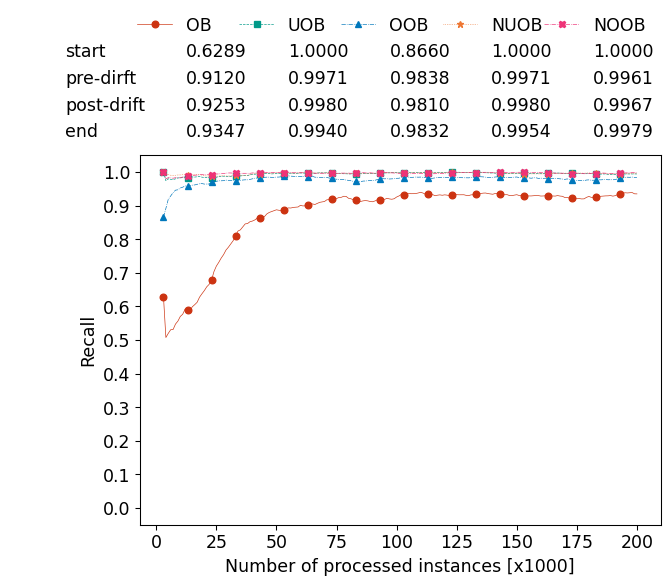 OB UOB OOB NUOB NOOB
start 0.6289 1.0000 0.8660 1.0000 1.0000
pre-dirft 0.9120 0.9971 0.9838 0.9971 0.9961
post-drift 0.9253 0.9980 0.9810 0.9980 0.9967
end 0.9347 0.9940 0.9832 0.9954 0.9979
1.0
0.9
0.8
0.7
0.6
0.5
0.4
0.3
0.2
0.1
0.0
Recall
0 25 50 75 100 125 150 175 200
Number of processed instances [x1000]